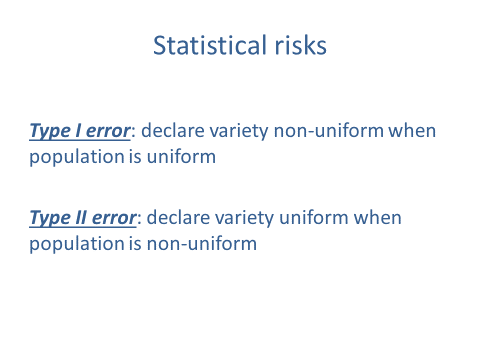 Statistical risks
Type I error: declare variety non-uniform when
population is uniform
Type II error: declare variety uniform when
population is non-uniform